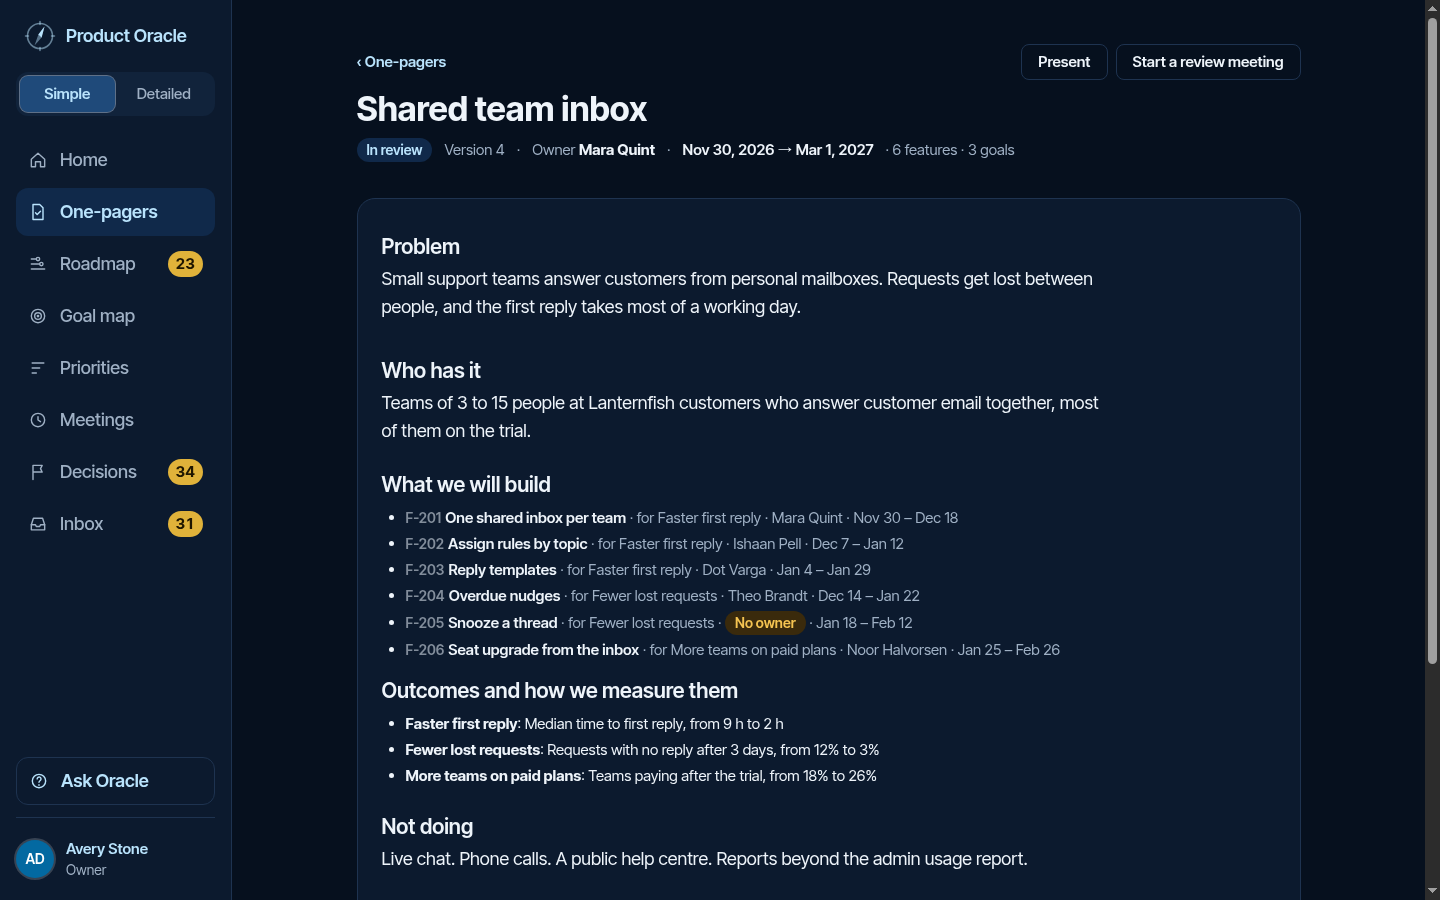 Product Oracle
Simple
Detailed
Home
One-pagers
Roadmap 23
Goal map
Priorities
Meetings
Decisions 34
Inbox 31
Ask Oracle
AD
Avery Stone
Owner
‹ One-pagers
Present
Start a review meeting
Shared team inbox
In review Version 4 · Owner Mara Quint · Nov 30, 2026 → Mar 1, 2027 · 6 features · 3 goals
Problem
Small support teams answer customers from personal mailboxes. Requests get lost between
people, and the first reply takes most of a working day.
Who has it
Teams of 3 to 15 people at Lanternfish customers who answer customer email together, most
of them on the trial.
What we will build
• F-201 One shared inbox per team · for Faster first reply · Mara Quint · Nov 30 – Dec 18
• F-202 Assign rules by topic · for Faster first reply · Ishaan Pell · Dec 7 – Jan 12
• F-203 Reply templates · for Faster first reply · Dot Varga · Jan 4 – Jan 29
• F-204 Overdue nudges · for Fewer lost requests · Theo Brandt · Dec 14 – Jan 22
• F-205 Snooze a thread · for Fewer lost requests · No owner · Jan 18 – Feb 12
• F-206 Seat upgrade from the inbox · for More teams on paid plans · Noor Halvorsen · Jan 25 – Feb 26
Outcomes and how we measure them
• Faster first reply: Median time to first reply, from 9 h to 2 h
• Fewer lost requests: Requests with no reply after 3 days, from 12% to 3%
• More teams on paid plans: Teams paying after the trial, from 18% to 26%
Not doing
Live chat. Phone calls. A public help centre. Reports beyond the admin usage report.